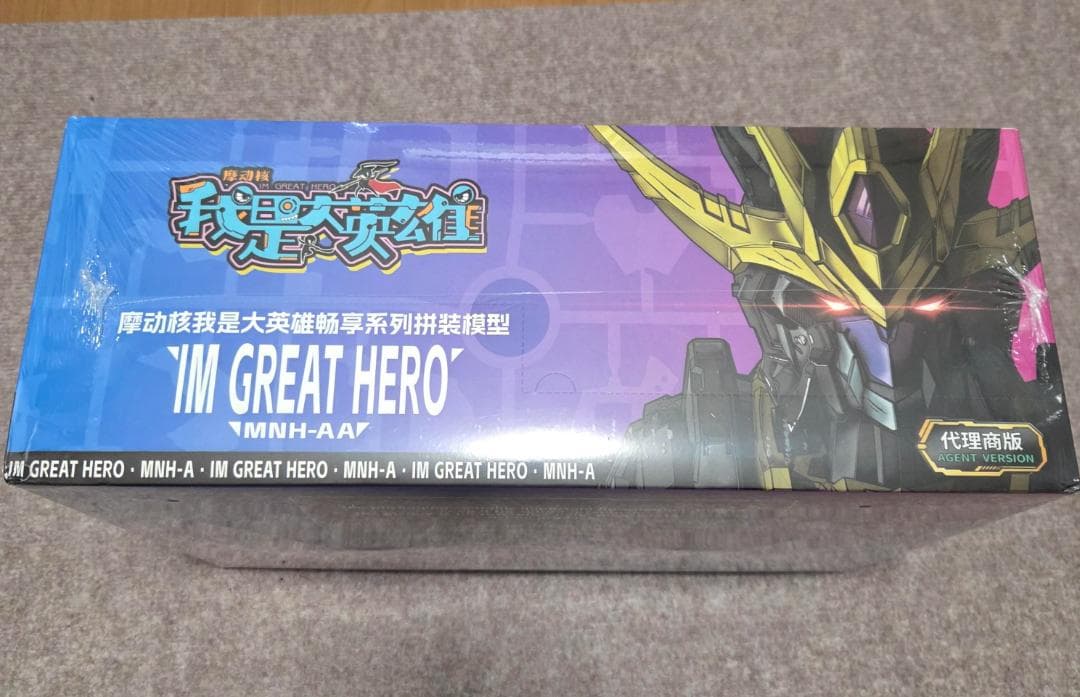 摩动核
IM GREAT HERO
我是大英雄
摩动核我是大英雄畅享系列拼装模型
IM GREAT HERO
MNH-AA
IM GREAT HERO · MNH-A · IM GREAT HERO · MNH-A · IM GREAT HERO · MNH-A
代理商版
AGENT VERSION